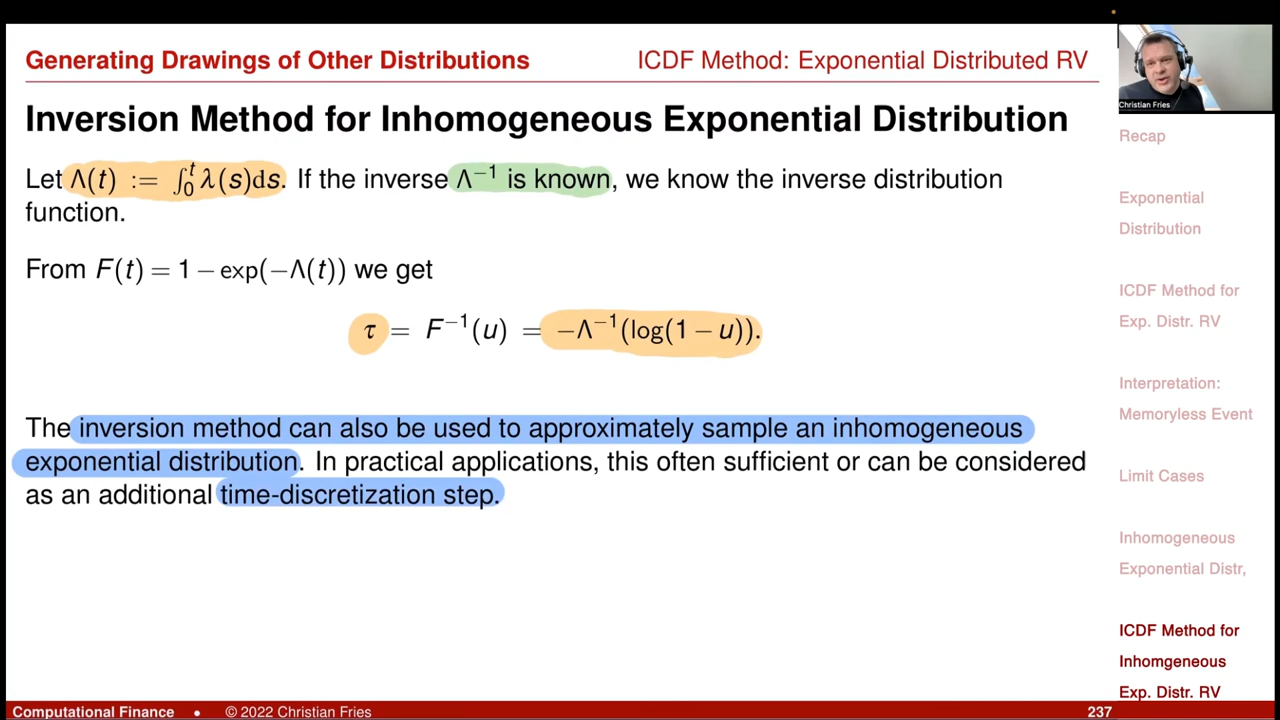 Generating Drawings of Other Distributions
ICDF Method: Exponential Distributed RV
Christian Fries
Inversion Method for Inhomogeneous Exponential Distribution
Let Λ(t) := ∫₀ᵗ λ(s)ds. If the inverse Λ⁻¹ is known, we know the inverse distribution
function.
From F(t) = 1 − exp(−Λ(t)) we get
τ = F⁻¹(u) = −Λ⁻¹(log(1 − u)).
The inversion method can also be used to approximately sample an inhomogeneous
exponential distribution. In practical applications, this often sufficient or can be considered
as an additional time-discretization step.
Recap
Exponential
Distribution
ICDF Method for
Exp. Distr. RV
Interpretation:
Memoryless Event
Limit Cases
Inhomogeneous
Exponential Distr,
ICDF Method for
Inhomgeneous
Exp. Distr. RV
Computational Finance • © 2022 Christian Fries
237